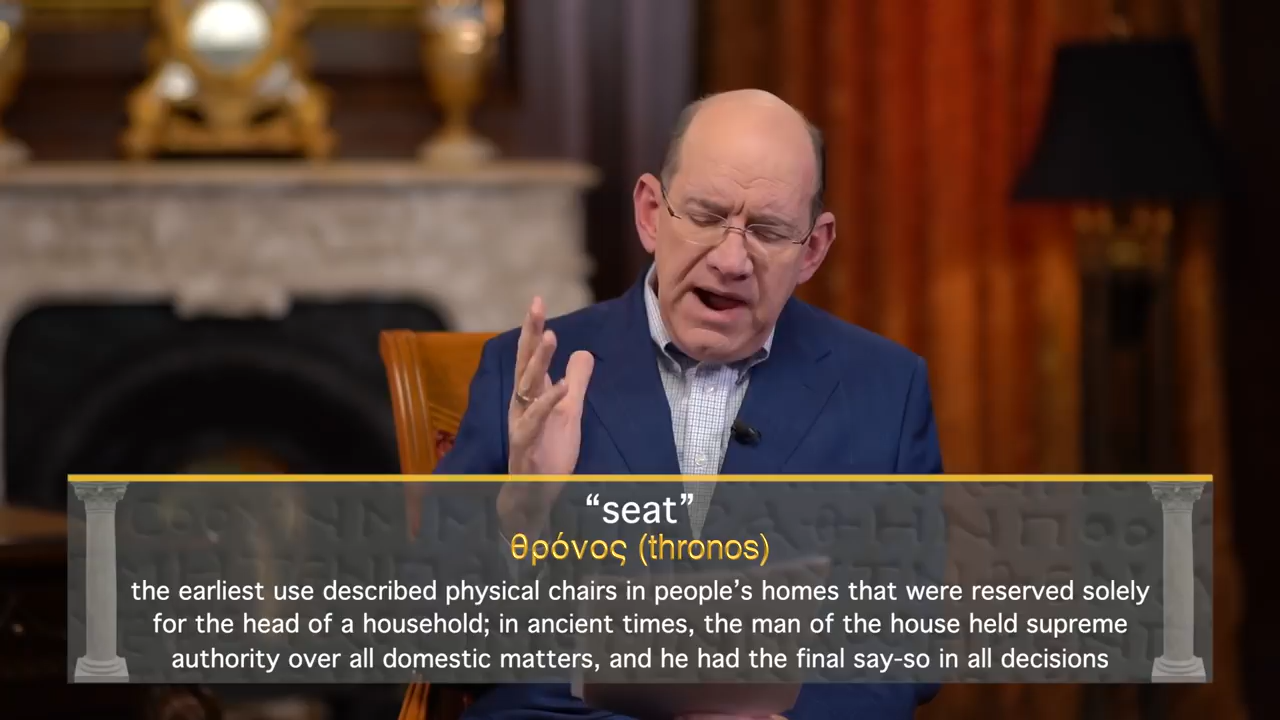 “seat”
θρόνος (thronos)
the earliest use described physical chairs in people’s homes that were reserved solely
for the head of a household; in ancient times, the man of the house held supreme
authority over all domestic matters, and he had the final say-so in all decisions